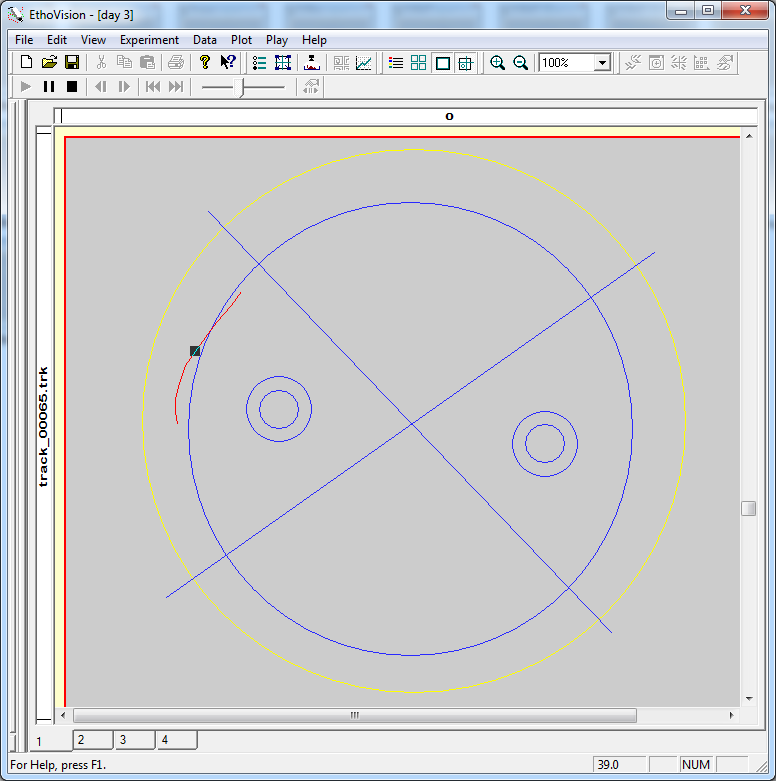 EthoVision - [day 3]
File Edit View Experiment Data Plot Play Help
100%
o
track_00065.trk
1 2 3 4
For Help, press F1.
39.0
NUM